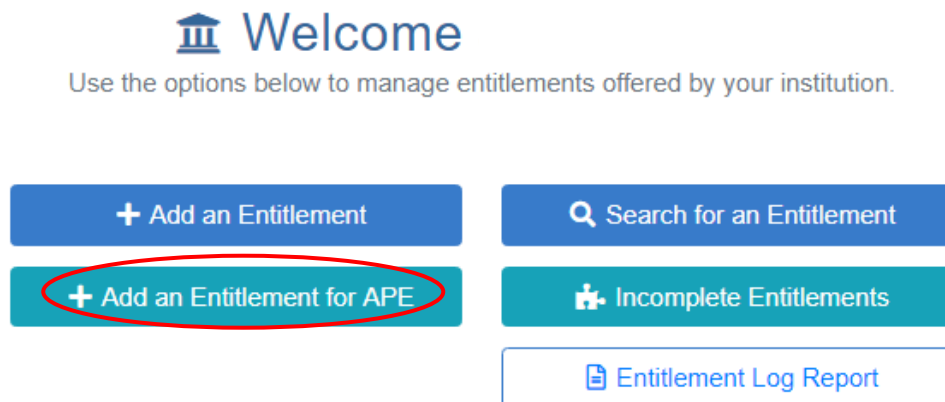 Welcome
Use the options below to manage entitlements offered by your institution.
Add an Entitlement
Search for an Entitlement
Add an Entitlement for APE
Incomplete Entitlements
Entitlement Log Report